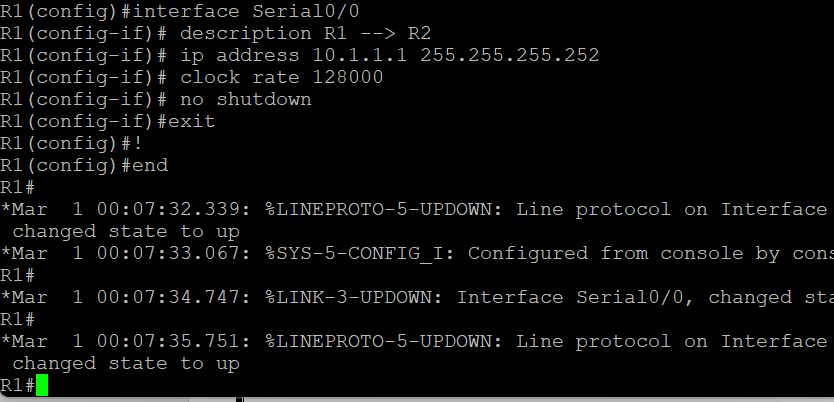 R1(config)#interface Serial0/0
R1(config-if)# description R1 --> R2
R1(config-if)# ip address 10.1.1.1 255.255.255.252
R1(config-if)# clock rate 128000
R1(config-if)# no shutdown
R1(config-if)#exit
R1(config)#!
R1(config)#end
R1#
*Mar  1 00:07:32.339: %LINEPROTO-5-UPDOWN: Line protocol on Interface
 changed state to up
*Mar  1 00:07:33.067: %SYS-5-CONFIG_I: Configured from console by cons
R1#
*Mar  1 00:07:34.747: %LINK-3-UPDOWN: Interface Serial0/0, changed sta
R1#
*Mar  1 00:07:35.751: %LINEPROTO-5-UPDOWN: Line protocol on Interface
 changed state to up
R1#